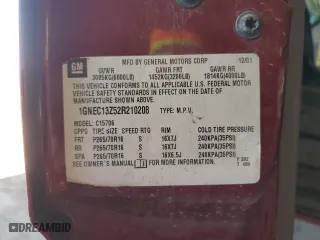 GM
MFD BY GENERAL MOTORS CORP 12/01
GVWR GAWR FRT GAWR RR
3085KG(6800LB) 1452KG(3200LB) 1814KG(4000LB)
THIS VEHICLE CONFORMS TO ALL APPLICABLE U.S. FEDERAL MOTOR
VEHICLE SAFETY STANDARDS IN EFFECT ON THE DATE OF
MANUFACTURE SHOWN ABOVE.
1GNEC13Z52R210208 TYPE: M.P.V.
MODEL: C15706
TIRE SIZE SPEED RTG RIM COLD TIRE PRESSURE
FRT P265/70R16 S 16X7J 240KPA(35PSI)
RR P265/70R16 S 16X7J 240KPA(35PSI)
SPA P265/70R16 S 16X6.5J 240KPA(35PSI)
SEE OWNER'S MANUAL FOR MORE INFORMATION
© AutoBidMaster